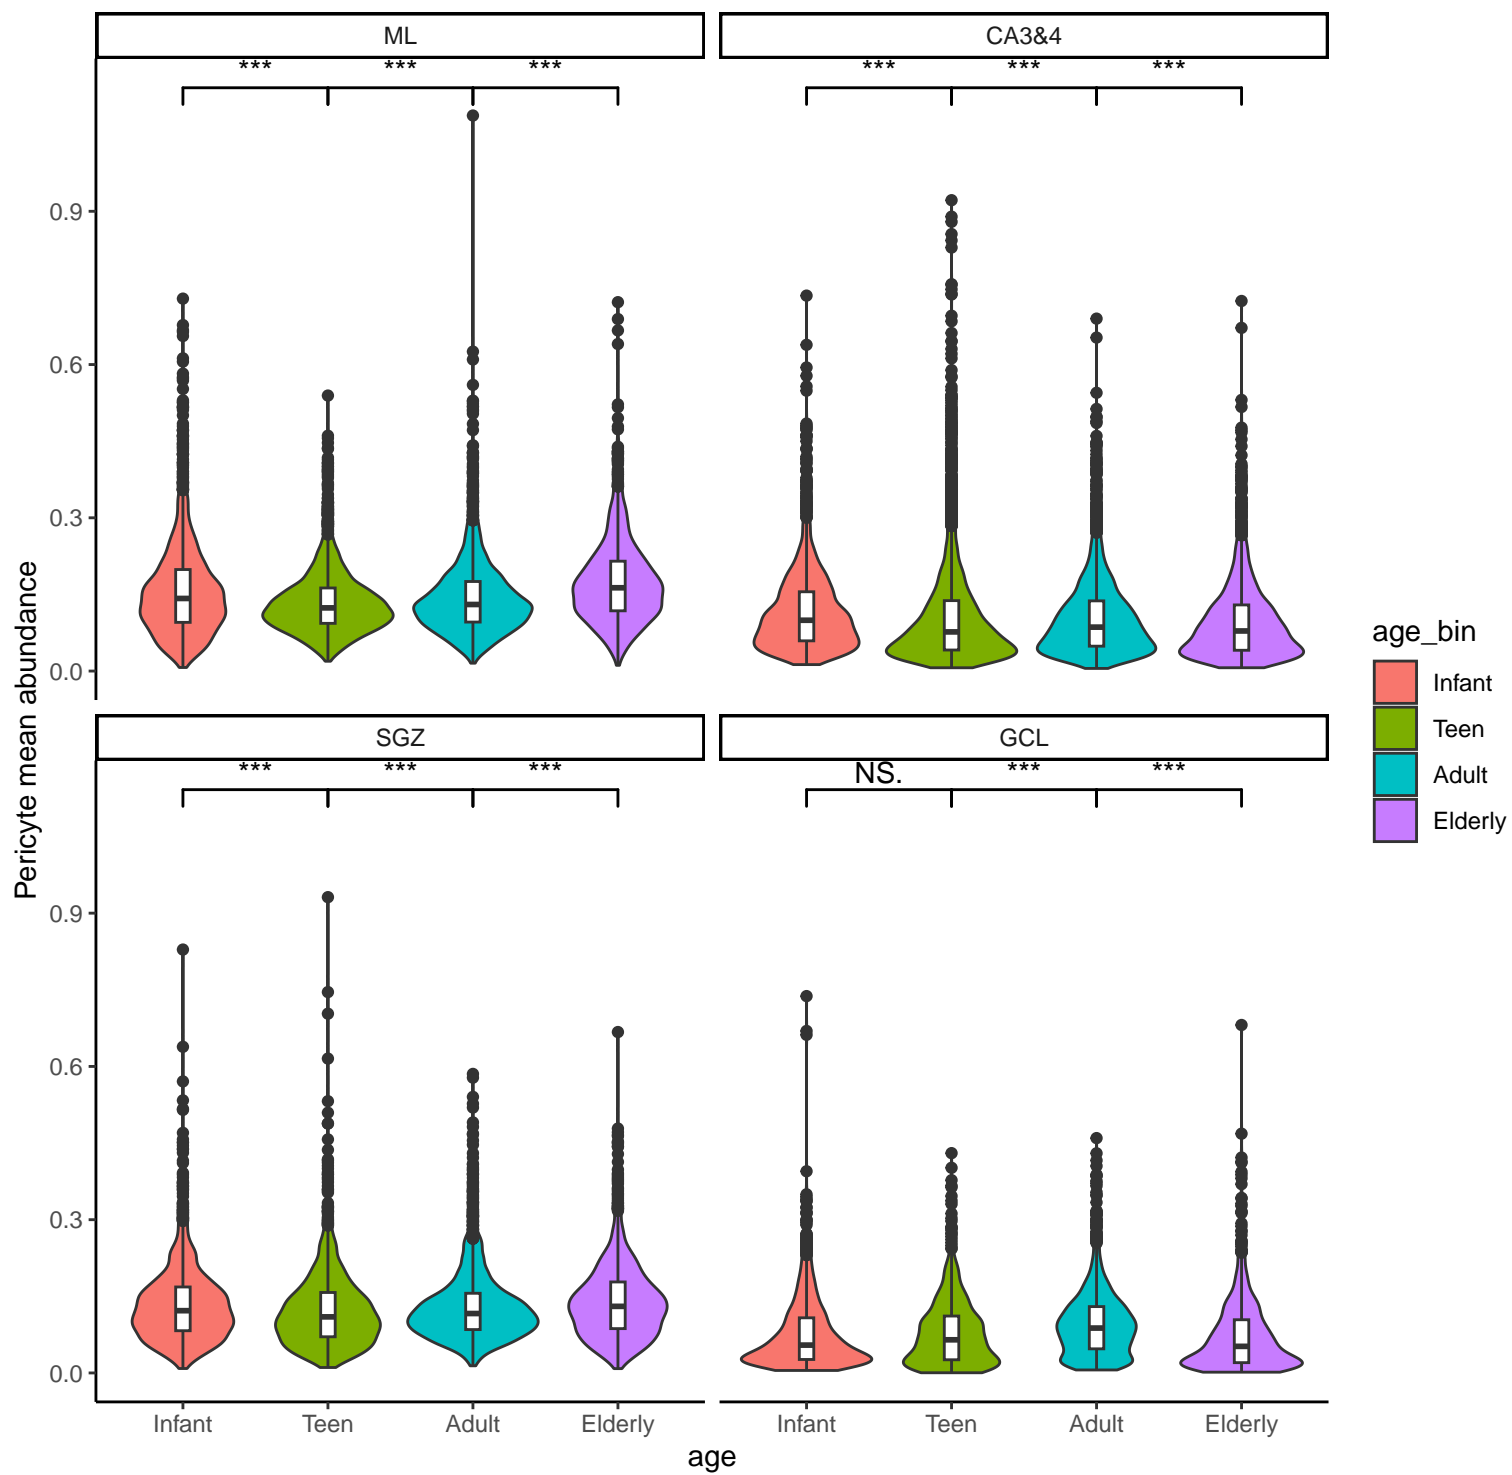 ML
CA3&4
*** *** ***
*** *** ***
0.9
0.6
0.3
0.0
SGZ
GCL
*** *** ***
NS. *** ***
0.9
0.6
0.3
0.0
Infant Teen Adult Elderly
Infant Teen Adult Elderly
age
Pericyte mean abundance
age_bin
Infant
Teen
Adult
Elderly